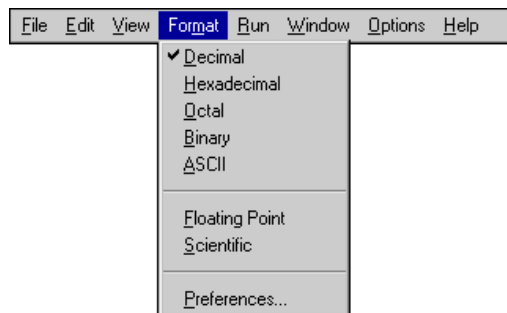 File Edit View Format Run Window Options Help
Decimal
Hexadecimal
Octal
Binary
ASCII
Floating Point
Scientific
Preferences...